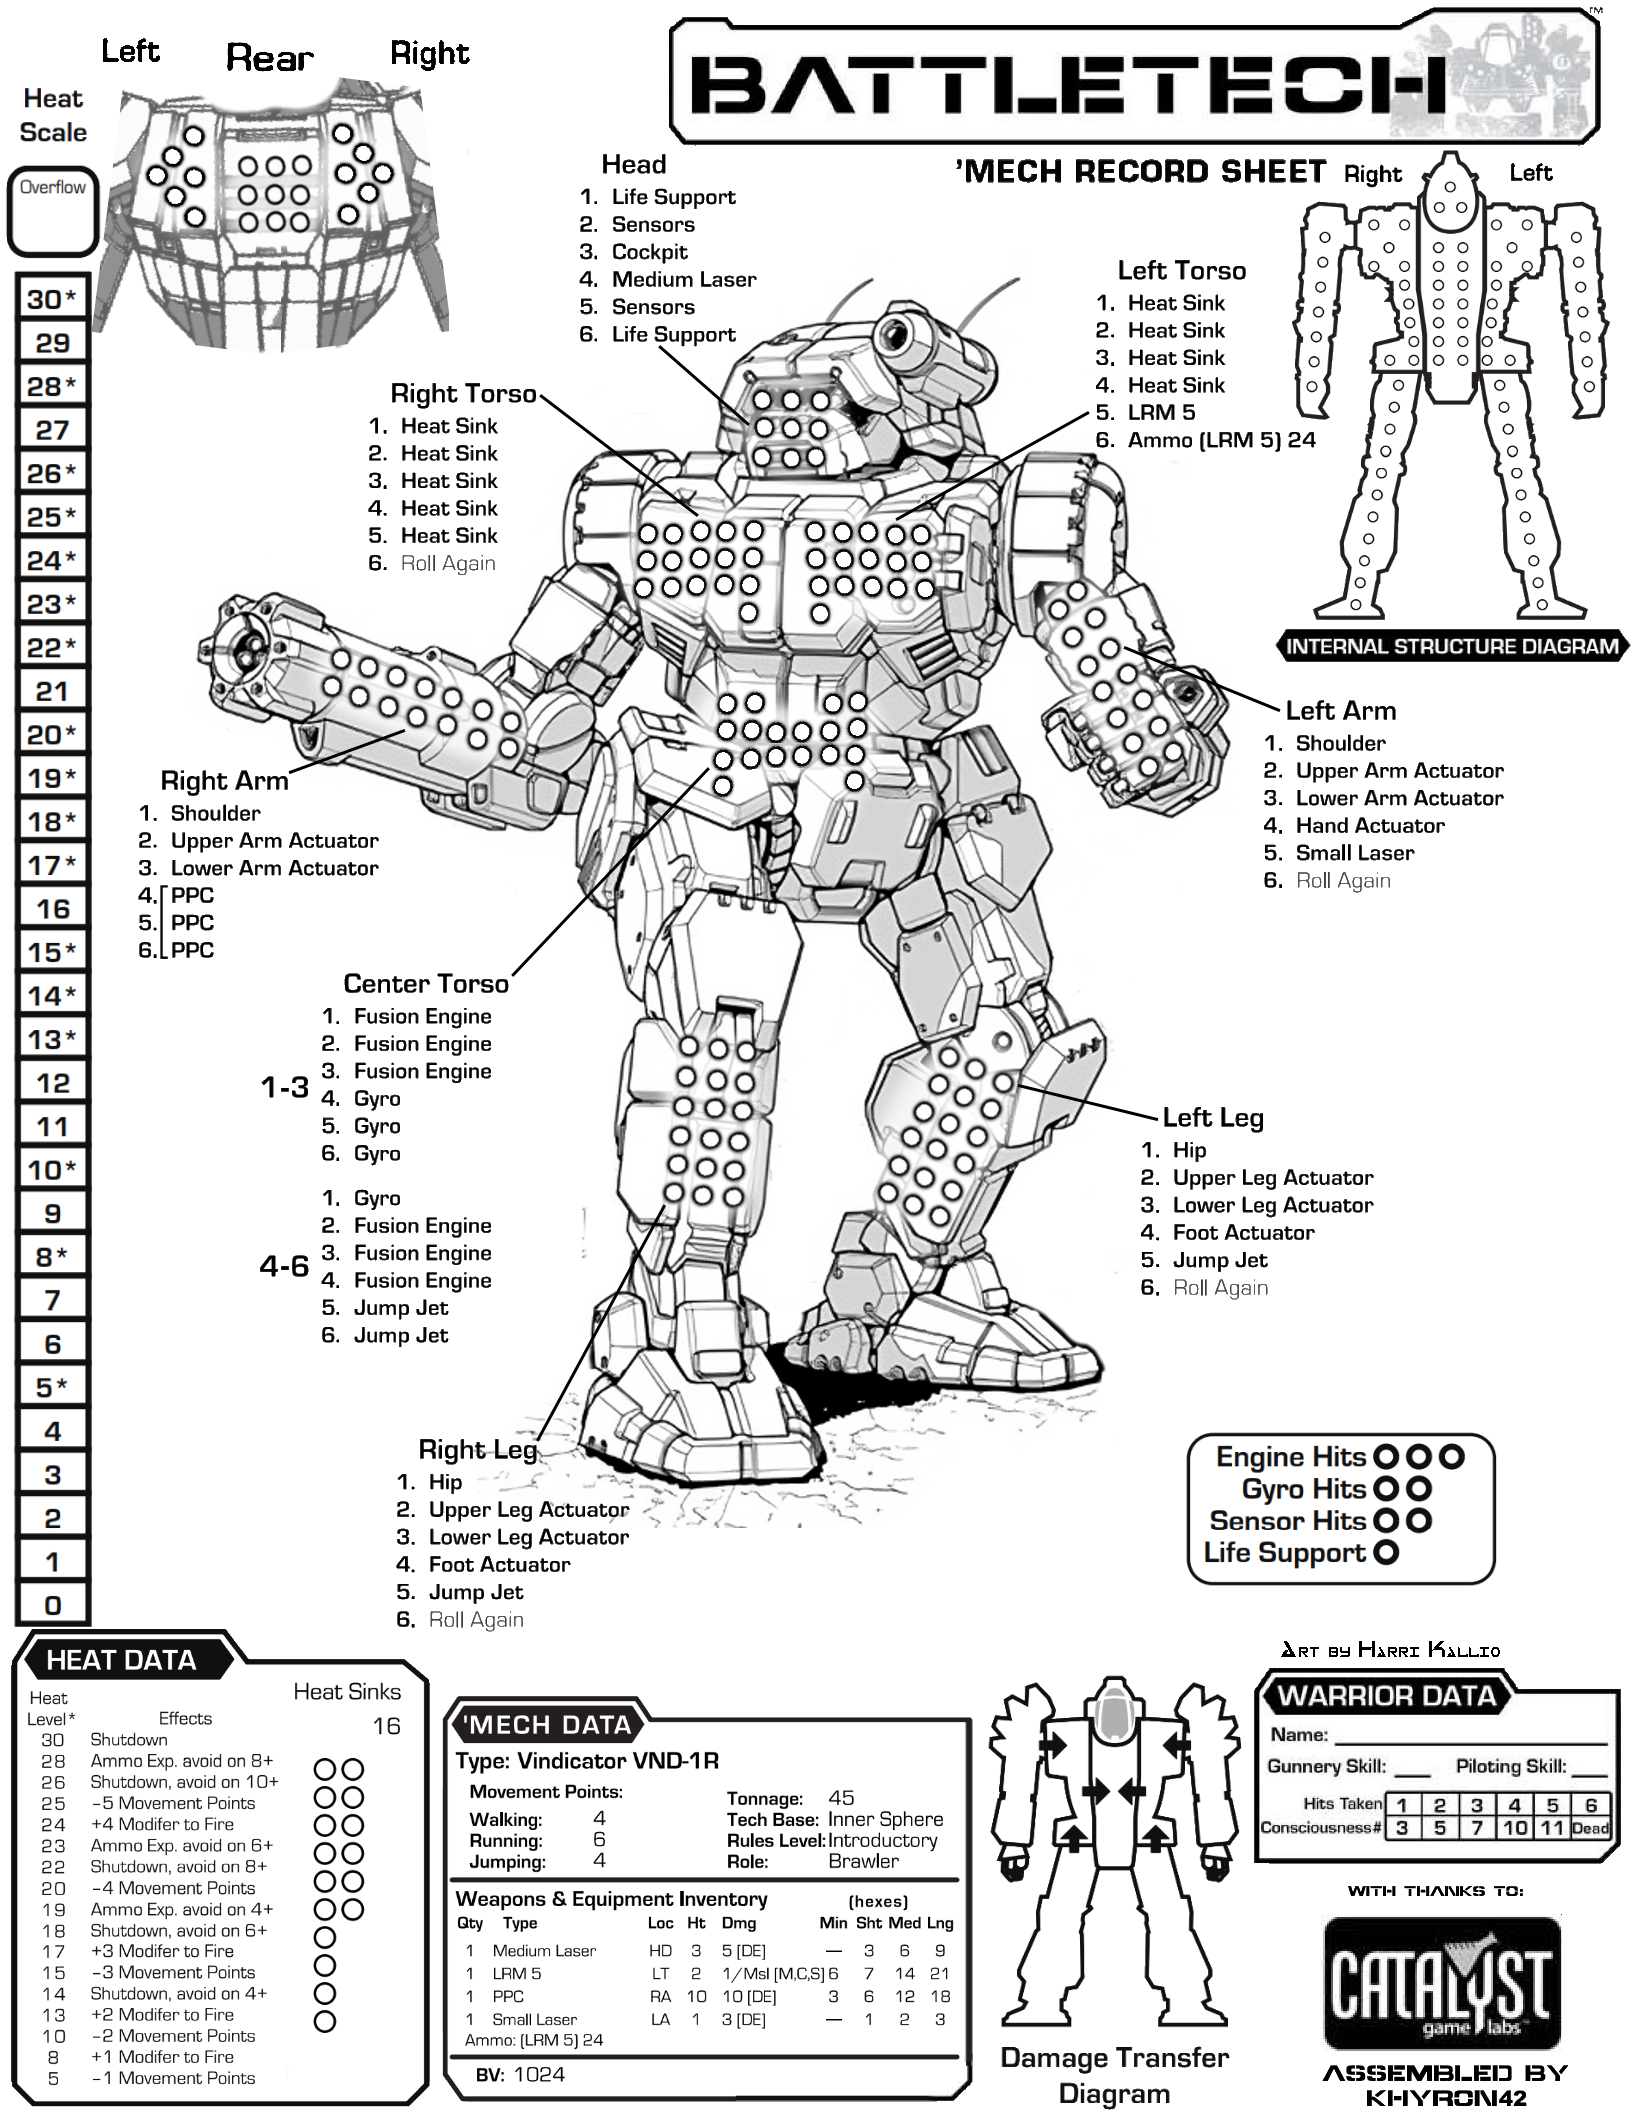 Left Rear Right
Heat
Scale
Overflow
30*
29
28*
27
26*
25*
24*
23*
22*
21
20*
19*
18*
17*
16
15*
14*
13*
12
11
10*
9
8*
7
6
5*
4
3
2
1
0
BATTLETECH™
'MECH RECORD SHEET
Head
1. Life Support
2. Sensors
3. Cockpit
4. Medium Laser
5. Sensors
6. Life Support
Right Left
INTERNAL STRUCTURE DIAGRAM
Left Torso
1. Heat Sink
2. Heat Sink
3. Heat Sink
4. Heat Sink
5. LRM 5
6. Ammo (LRM 5) 24
Right Torso
1. Heat Sink
2. Heat Sink
3. Heat Sink
4. Heat Sink
5. Heat Sink
6. Roll Again
Left Arm
1. Shoulder
2. Upper Arm Actuator
3. Lower Arm Actuator
4. Hand Actuator
5. Small Laser
6. Roll Again
Right Arm
1. Shoulder
2. Upper Arm Actuator
3. Lower Arm Actuator
4. PPC
5. PPC
6. PPC
Center Torso
1-3
1. Fusion Engine
2. Fusion Engine
3. Fusion Engine
4. Gyro
5. Gyro
6. Gyro
4-6
1. Gyro
2. Fusion Engine
3. Fusion Engine
4. Fusion Engine
5. Jump Jet
6. Jump Jet
Left Leg
1. Hip
2. Upper Leg Actuator
3. Lower Leg Actuator
4. Foot Actuator
5. Jump Jet
6. Roll Again
Right Leg
1. Hip
2. Upper Leg Actuator
3. Lower Leg Actuator
4. Foot Actuator
5. Jump Jet
6. Roll Again
Engine Hits
Gyro Hits
Sensor Hits
Life Support
HEAT DATA
Heat Sinks
16
Heat
Level* Effects
30 Shutdown
28 Ammo Exp. avoid on 8+
26 Shutdown, avoid on 10+
25 -5 Movement Points
24 +4 Modifer to Fire
23 Ammo Exp. avoid on 6+
22 Shutdown, avoid on 8+
20 -4 Movement Points
19 Ammo Exp. avoid on 4+
18 Shutdown, avoid on 6+
17 +3 Modifer to Fire
15 -3 Movement Points
14 Shutdown, avoid on 4+
13 +2 Modifer to Fire
10 -2 Movement Points
8 +1 Modifer to Fire
5 -1 Movement Points
'MECH DATA
Type: Vindicator VND-1R
Movement Points:
Walking: 4
Running: 6
Jumping: 4
Tonnage: 45
Tech Base: Inner Sphere
Rules Level: Introductory
Role: Brawler
Weapons & Equipment Inventory (hexes)
Qty Type Loc Ht Dmg Min Sht Med Lng
1 Medium Laser HD 3 5 [DE] — 3 6 9
1 LRM 5 LT 2 1/Msl [M,C,S] 6 7 14 21
1 PPC RA 10 10 [DE] 3 6 12 18
1 Small Laser LA 1 3 [DE] — 1 2 3
Ammo: (LRM 5) 24
BV: 1024
Damage Transfer
Diagram
Art by Harri Kallio
WARRIOR DATA
Name:
Gunnery Skill: ___ Piloting Skill: ___
Hits Taken 1 2 3 4 5 6
Consciousness# 3 5 7 10 11 Dead
WITH THANKS TO:
CATALYST
game labs™
ASSEMBLED BY
KHYRON42